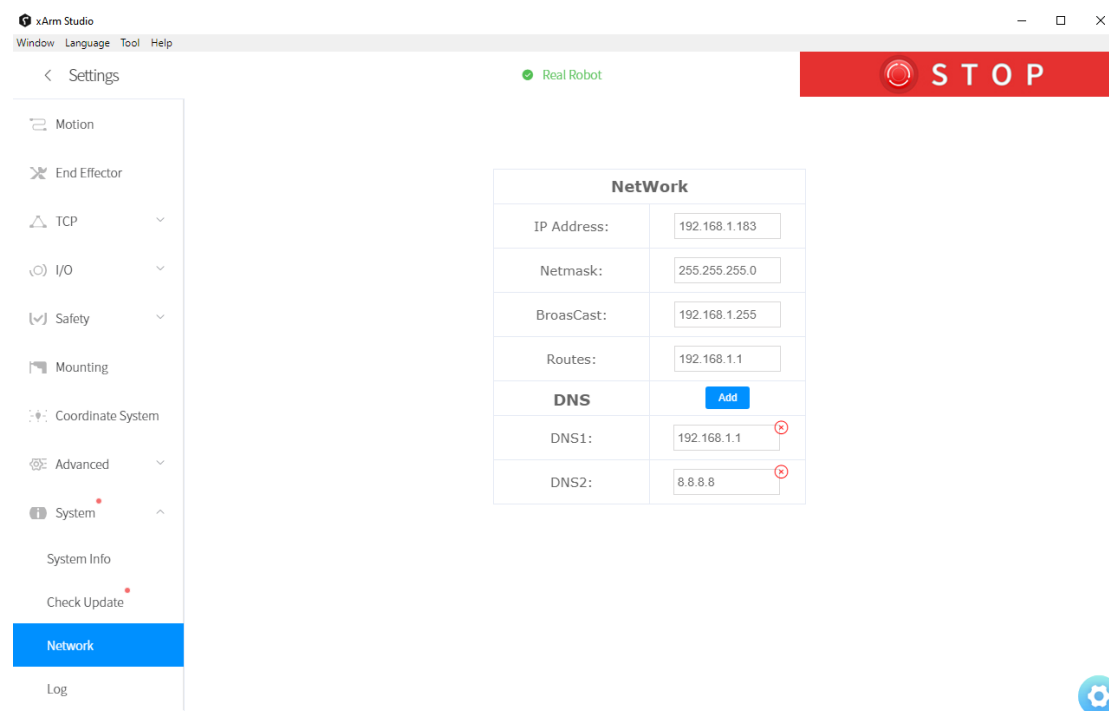 xArm Studio
Window Language Tool Help
Settings
Real Robot
STOP
Motion
End Effector
TCP
I/O
Safety
Mounting
Coordinate System
Advanced
System
System Info
Check Update
Network
Log
NetWork
IP Address: 192.168.1.183
Netmask: 255.255.255.0
BroasCast: 192.168.1.255
Routes: 192.168.1.1
DNS Add
DNS1: 192.168.1.1
DNS2: 8.8.8.8